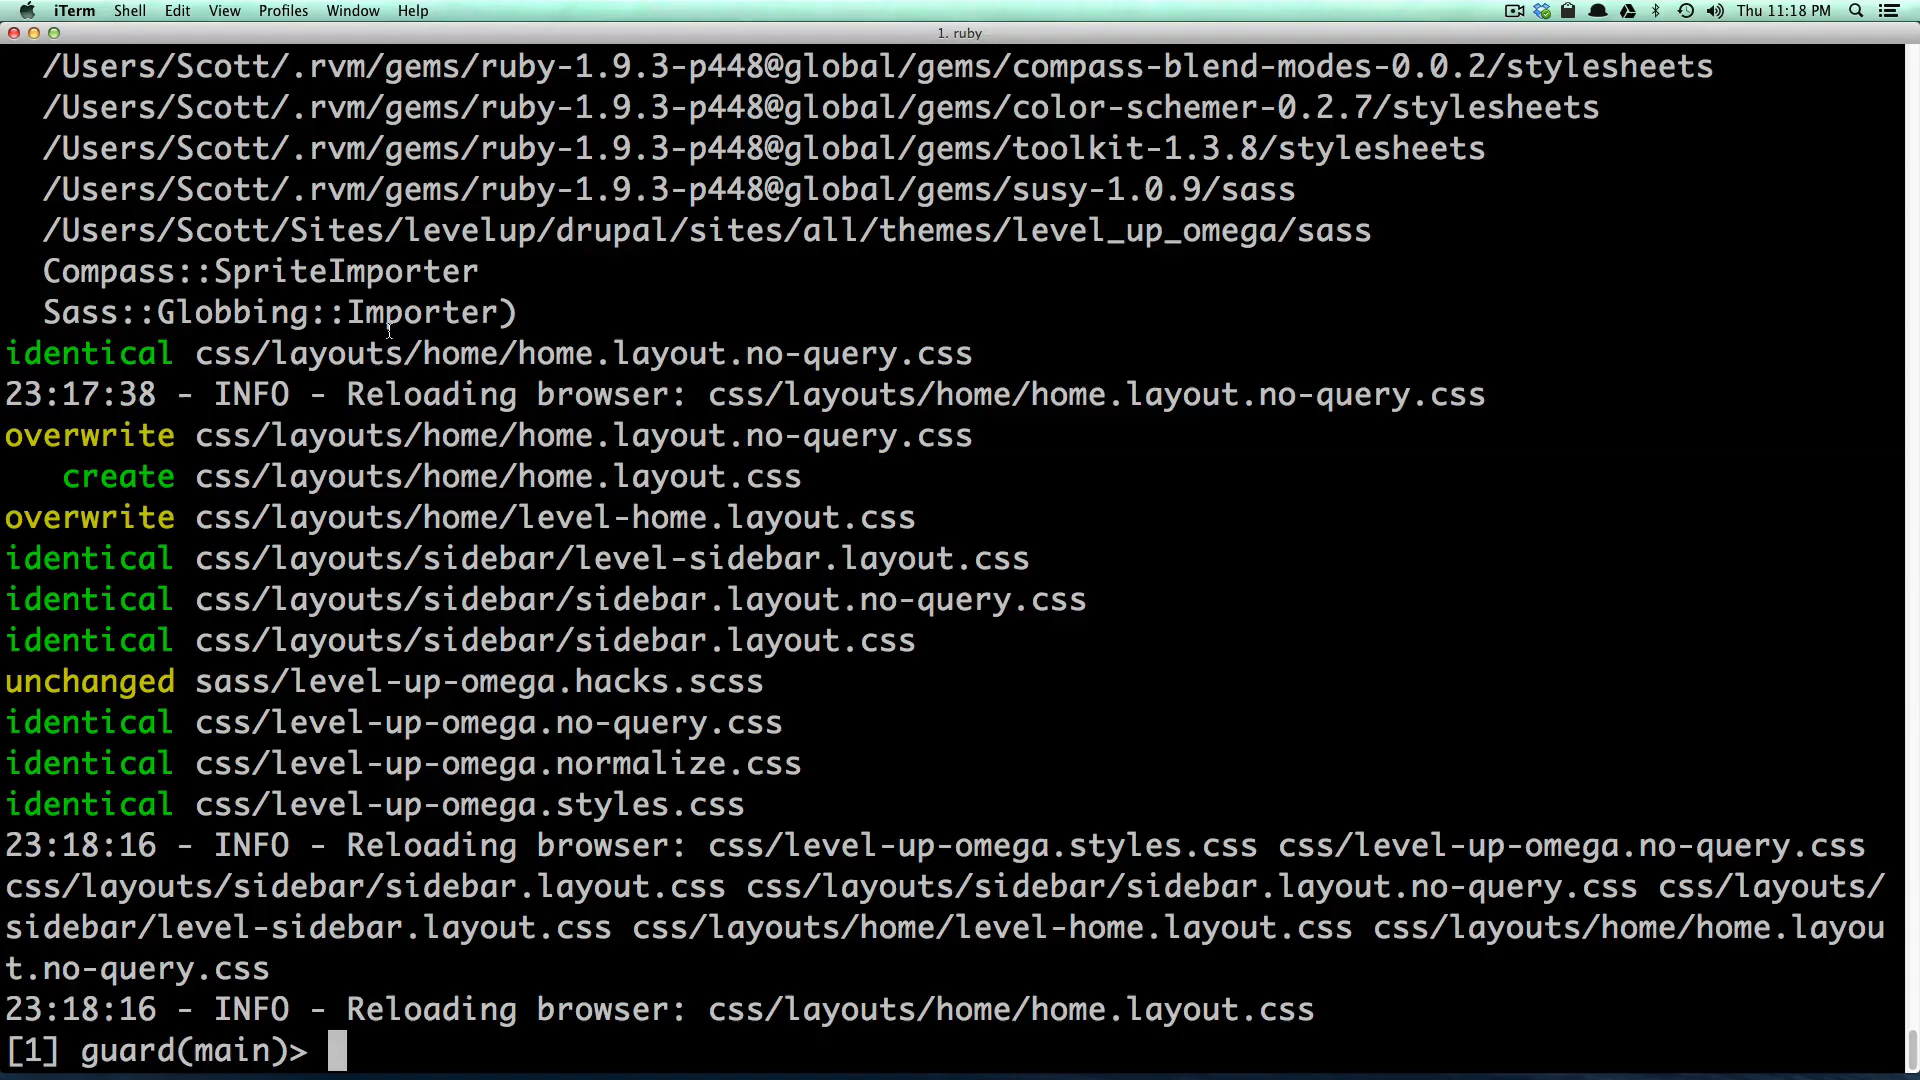 iTerm Shell Edit View Profiles Window Help Thu 11:18 PM
1. ruby
/Users/Scott/.rvm/gems/ruby-1.9.3-p448@global/gems/compass-blend-modes-0.0.2/stylesheets
/Users/Scott/.rvm/gems/ruby-1.9.3-p448@global/gems/color-schemer-0.2.7/stylesheets
/Users/Scott/.rvm/gems/ruby-1.9.3-p448@global/gems/toolkit-1.3.8/stylesheets
/Users/Scott/.rvm/gems/ruby-1.9.3-p448@global/gems/susy-1.0.9/sass
/Users/Scott/Sites/levelup/drupal/sites/all/themes/level_up_omega/sass
Compass::SpriteImporter
Sass::Globbing::Importer)
identical css/layouts/home/home.layout.no-query.css
23:17:38 - INFO - Reloading browser: css/layouts/home/home.layout.no-query.css
overwrite css/layouts/home/home.layout.no-query.css
create css/layouts/home/home.layout.css
overwrite css/layouts/home/level-home.layout.css
identical css/layouts/sidebar/level-sidebar.layout.css
identical css/layouts/sidebar/sidebar.layout.no-query.css
identical css/layouts/sidebar/sidebar.layout.css
unchanged sass/level-up-omega.hacks.scss
identical css/level-up-omega.no-query.css
identical css/level-up-omega.normalize.css
identical css/level-up-omega.styles.css
23:18:16 - INFO - Reloading browser: css/level-up-omega.styles.css css/level-up-omega.no-query.css
css/layouts/sidebar/sidebar.layout.css css/layouts/sidebar/sidebar.layout.no-query.css css/layouts/
sidebar/level-sidebar.layout.css css/layouts/home/level-home.layout.css css/layouts/home/home.layou
t.no-query.css
23:18:16 - INFO - Reloading browser: css/layouts/home/home.layout.css
[1] guard(main)>